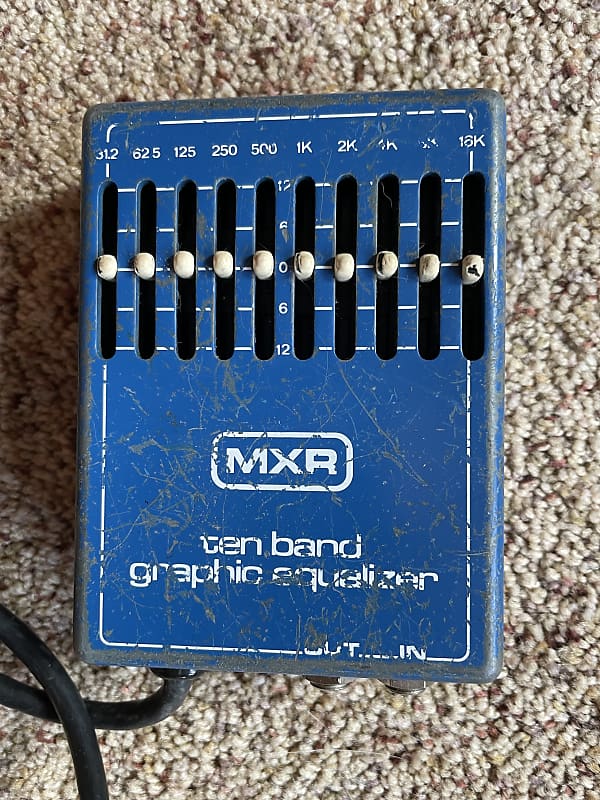 31.2 62.5 125 250 500 1K 2K 4K 16K
12
6
0
6
12
MXR
ten band
graphic equalizer
OUT IN